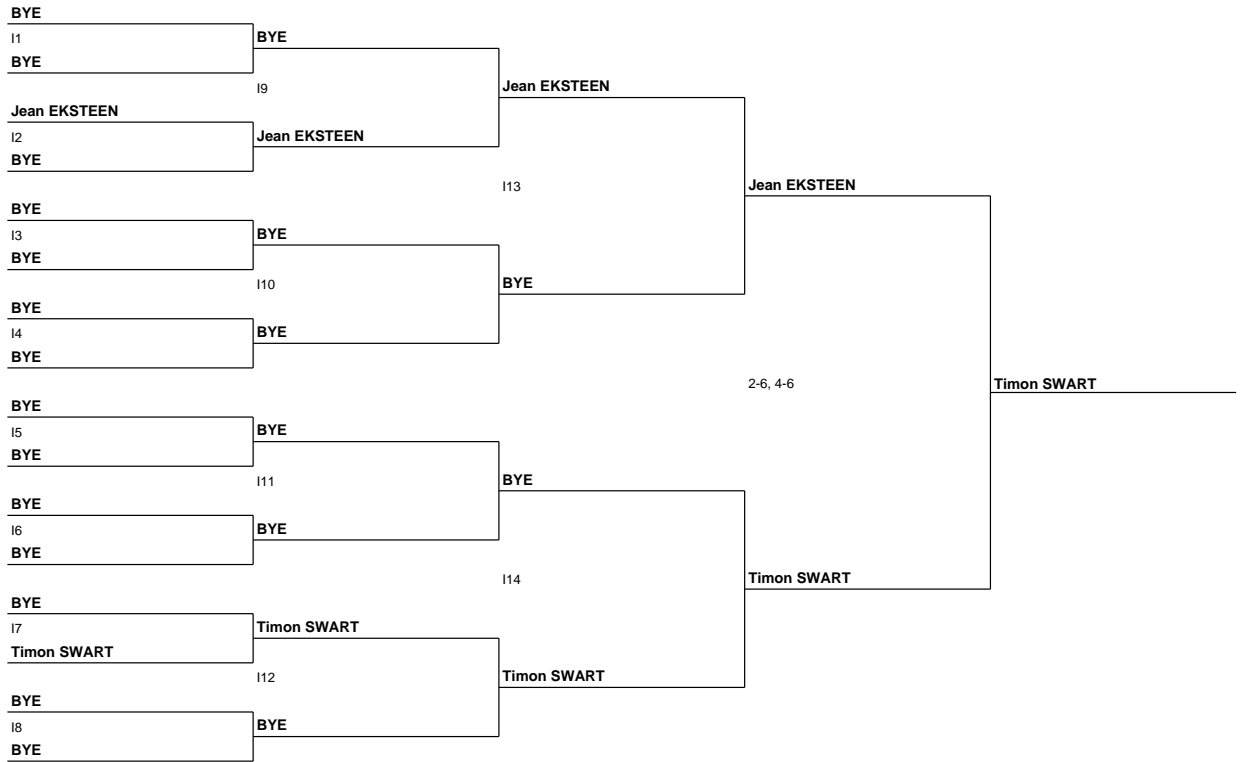 BYE
I1
BYE
BYE
I9
Jean EKSTEEN
Jean EKSTEEN
I2
Jean EKSTEEN
BYE
I13
Jean EKSTEEN
BYE
I3
BYE
BYE
I10
BYE
BYE
I4
BYE
BYE
2-6, 4-6
Timon SWART
BYE
I5
BYE
BYE
I11
BYE
BYE
I6
BYE
BYE
I14
Timon SWART
BYE
I7
Timon SWART
Timon SWART
I12
Timon SWART
BYE
I8
BYE
BYE